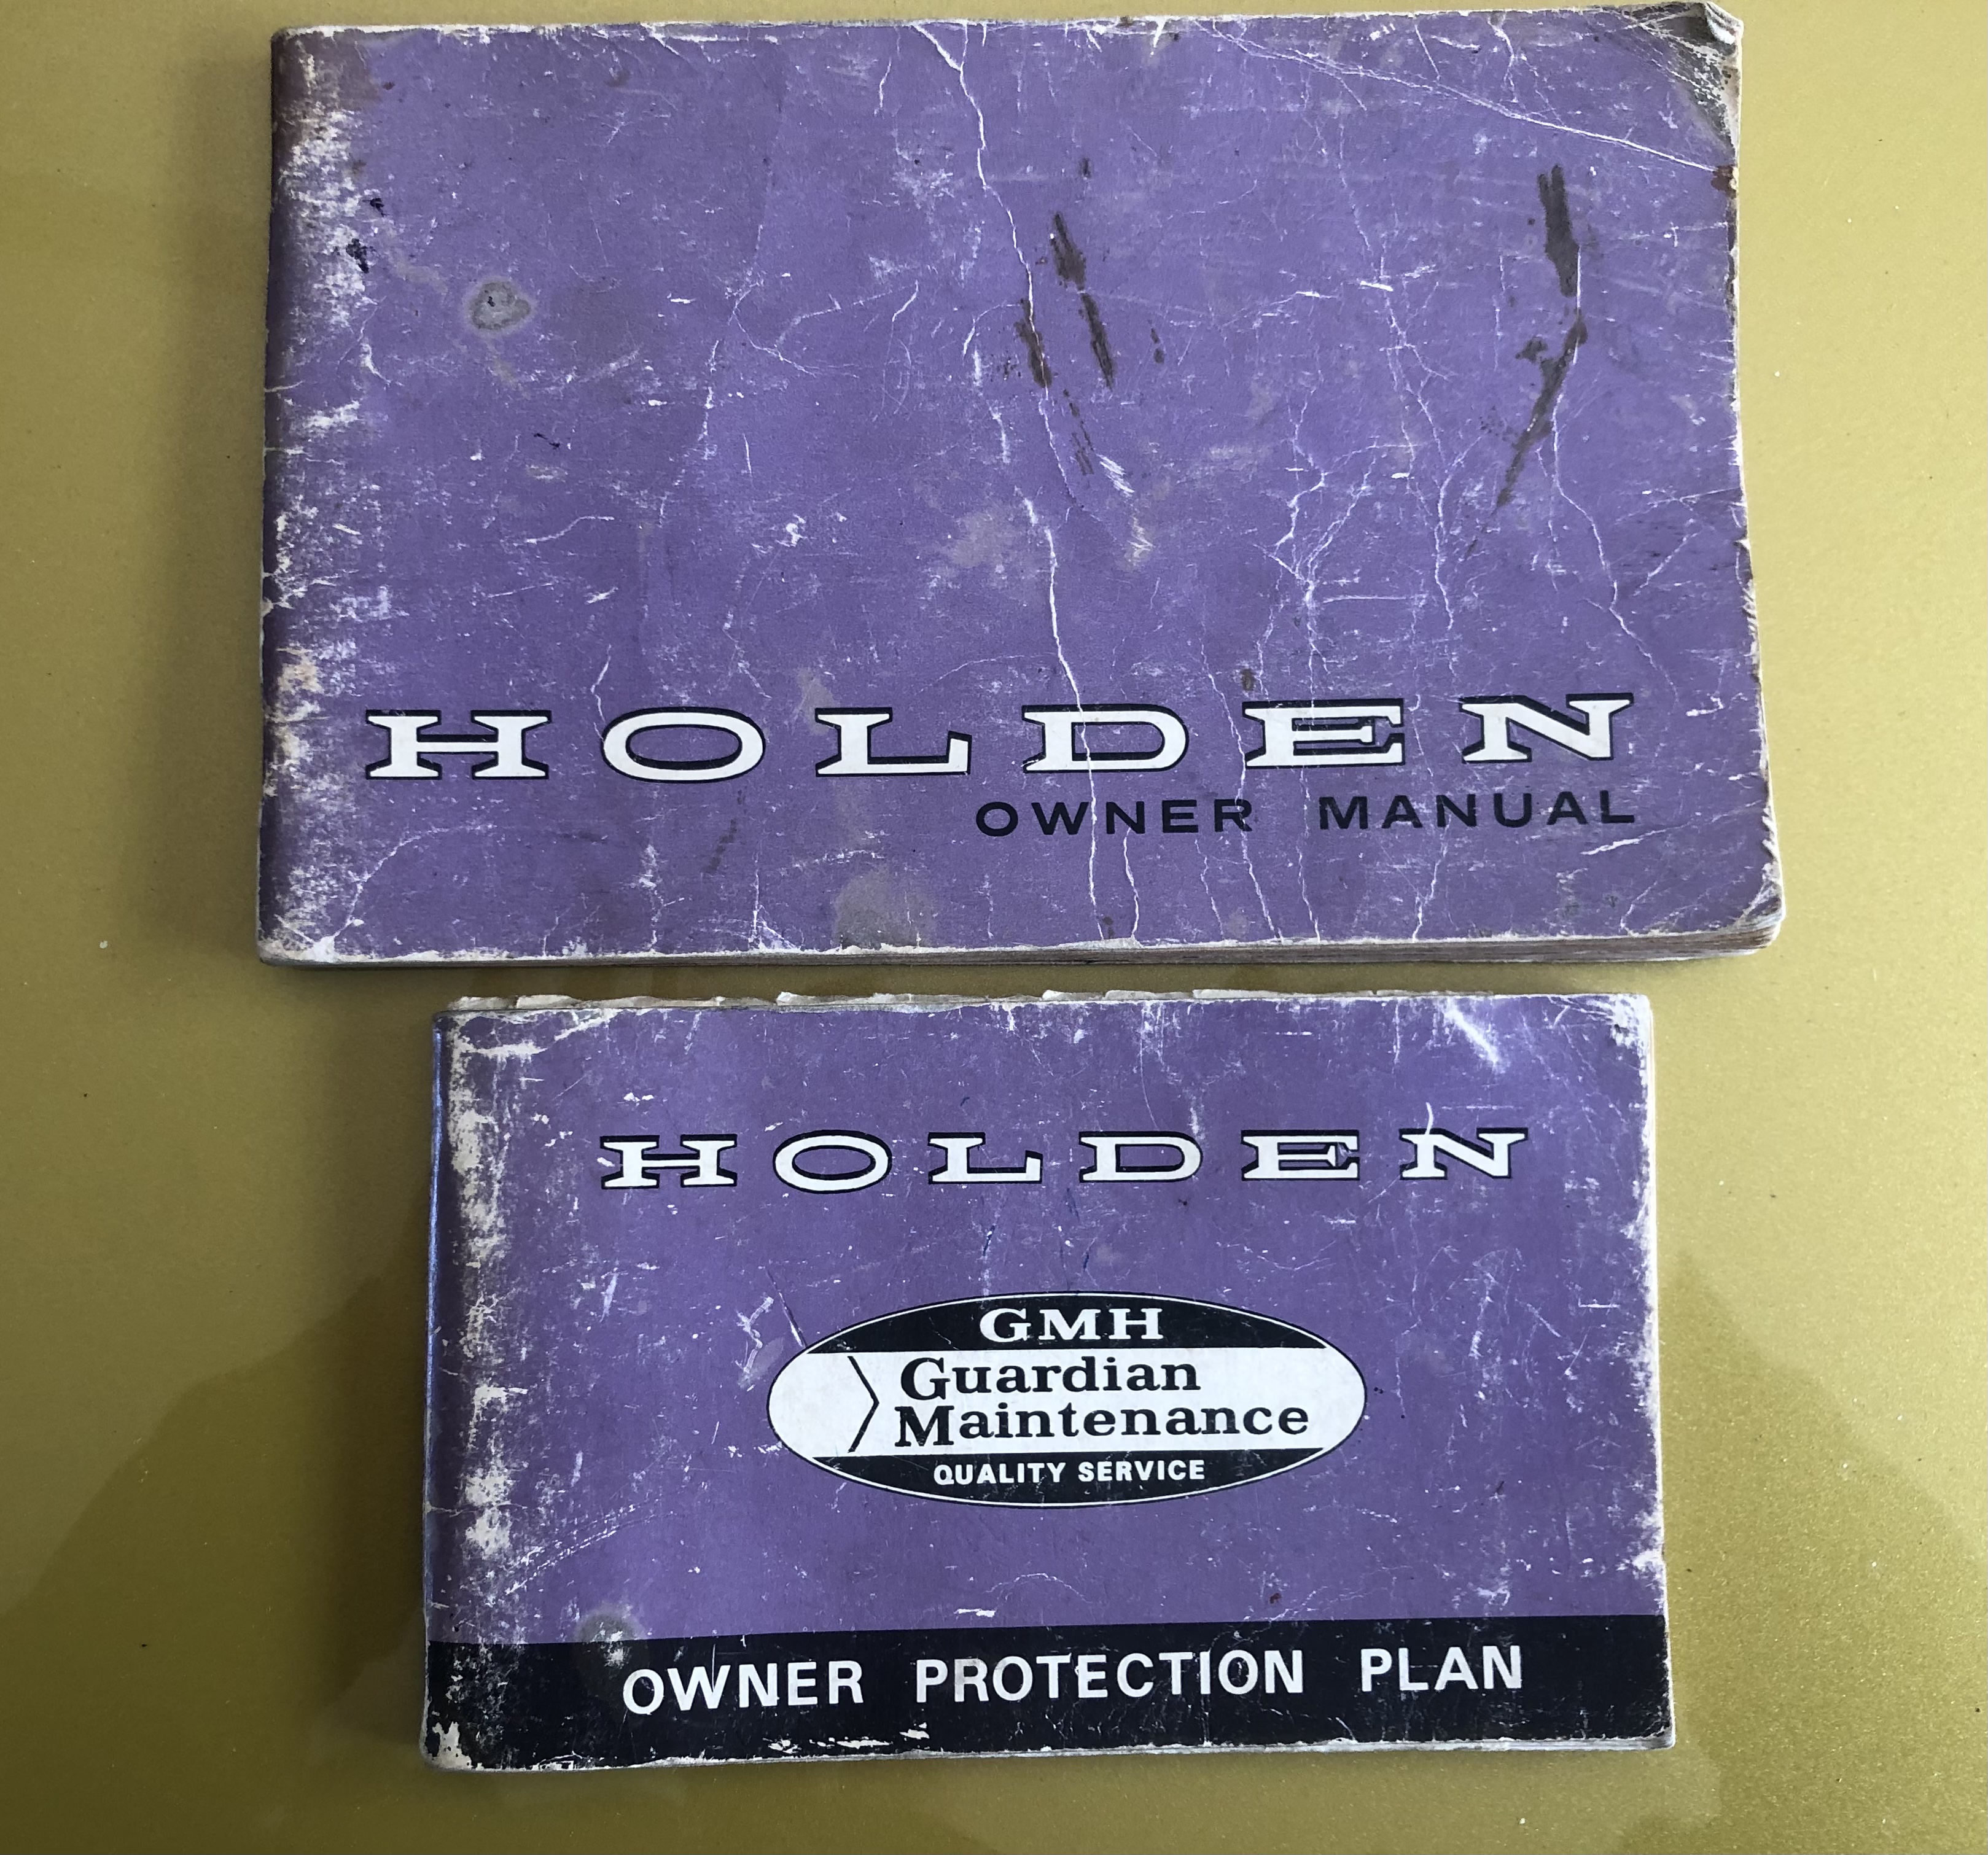 HOLDEN
OWNER MANUAL
HOLDEN
GMH
Guardian
Maintenance
QUALITY SERVICE
OWNER PROTECTION PLAN